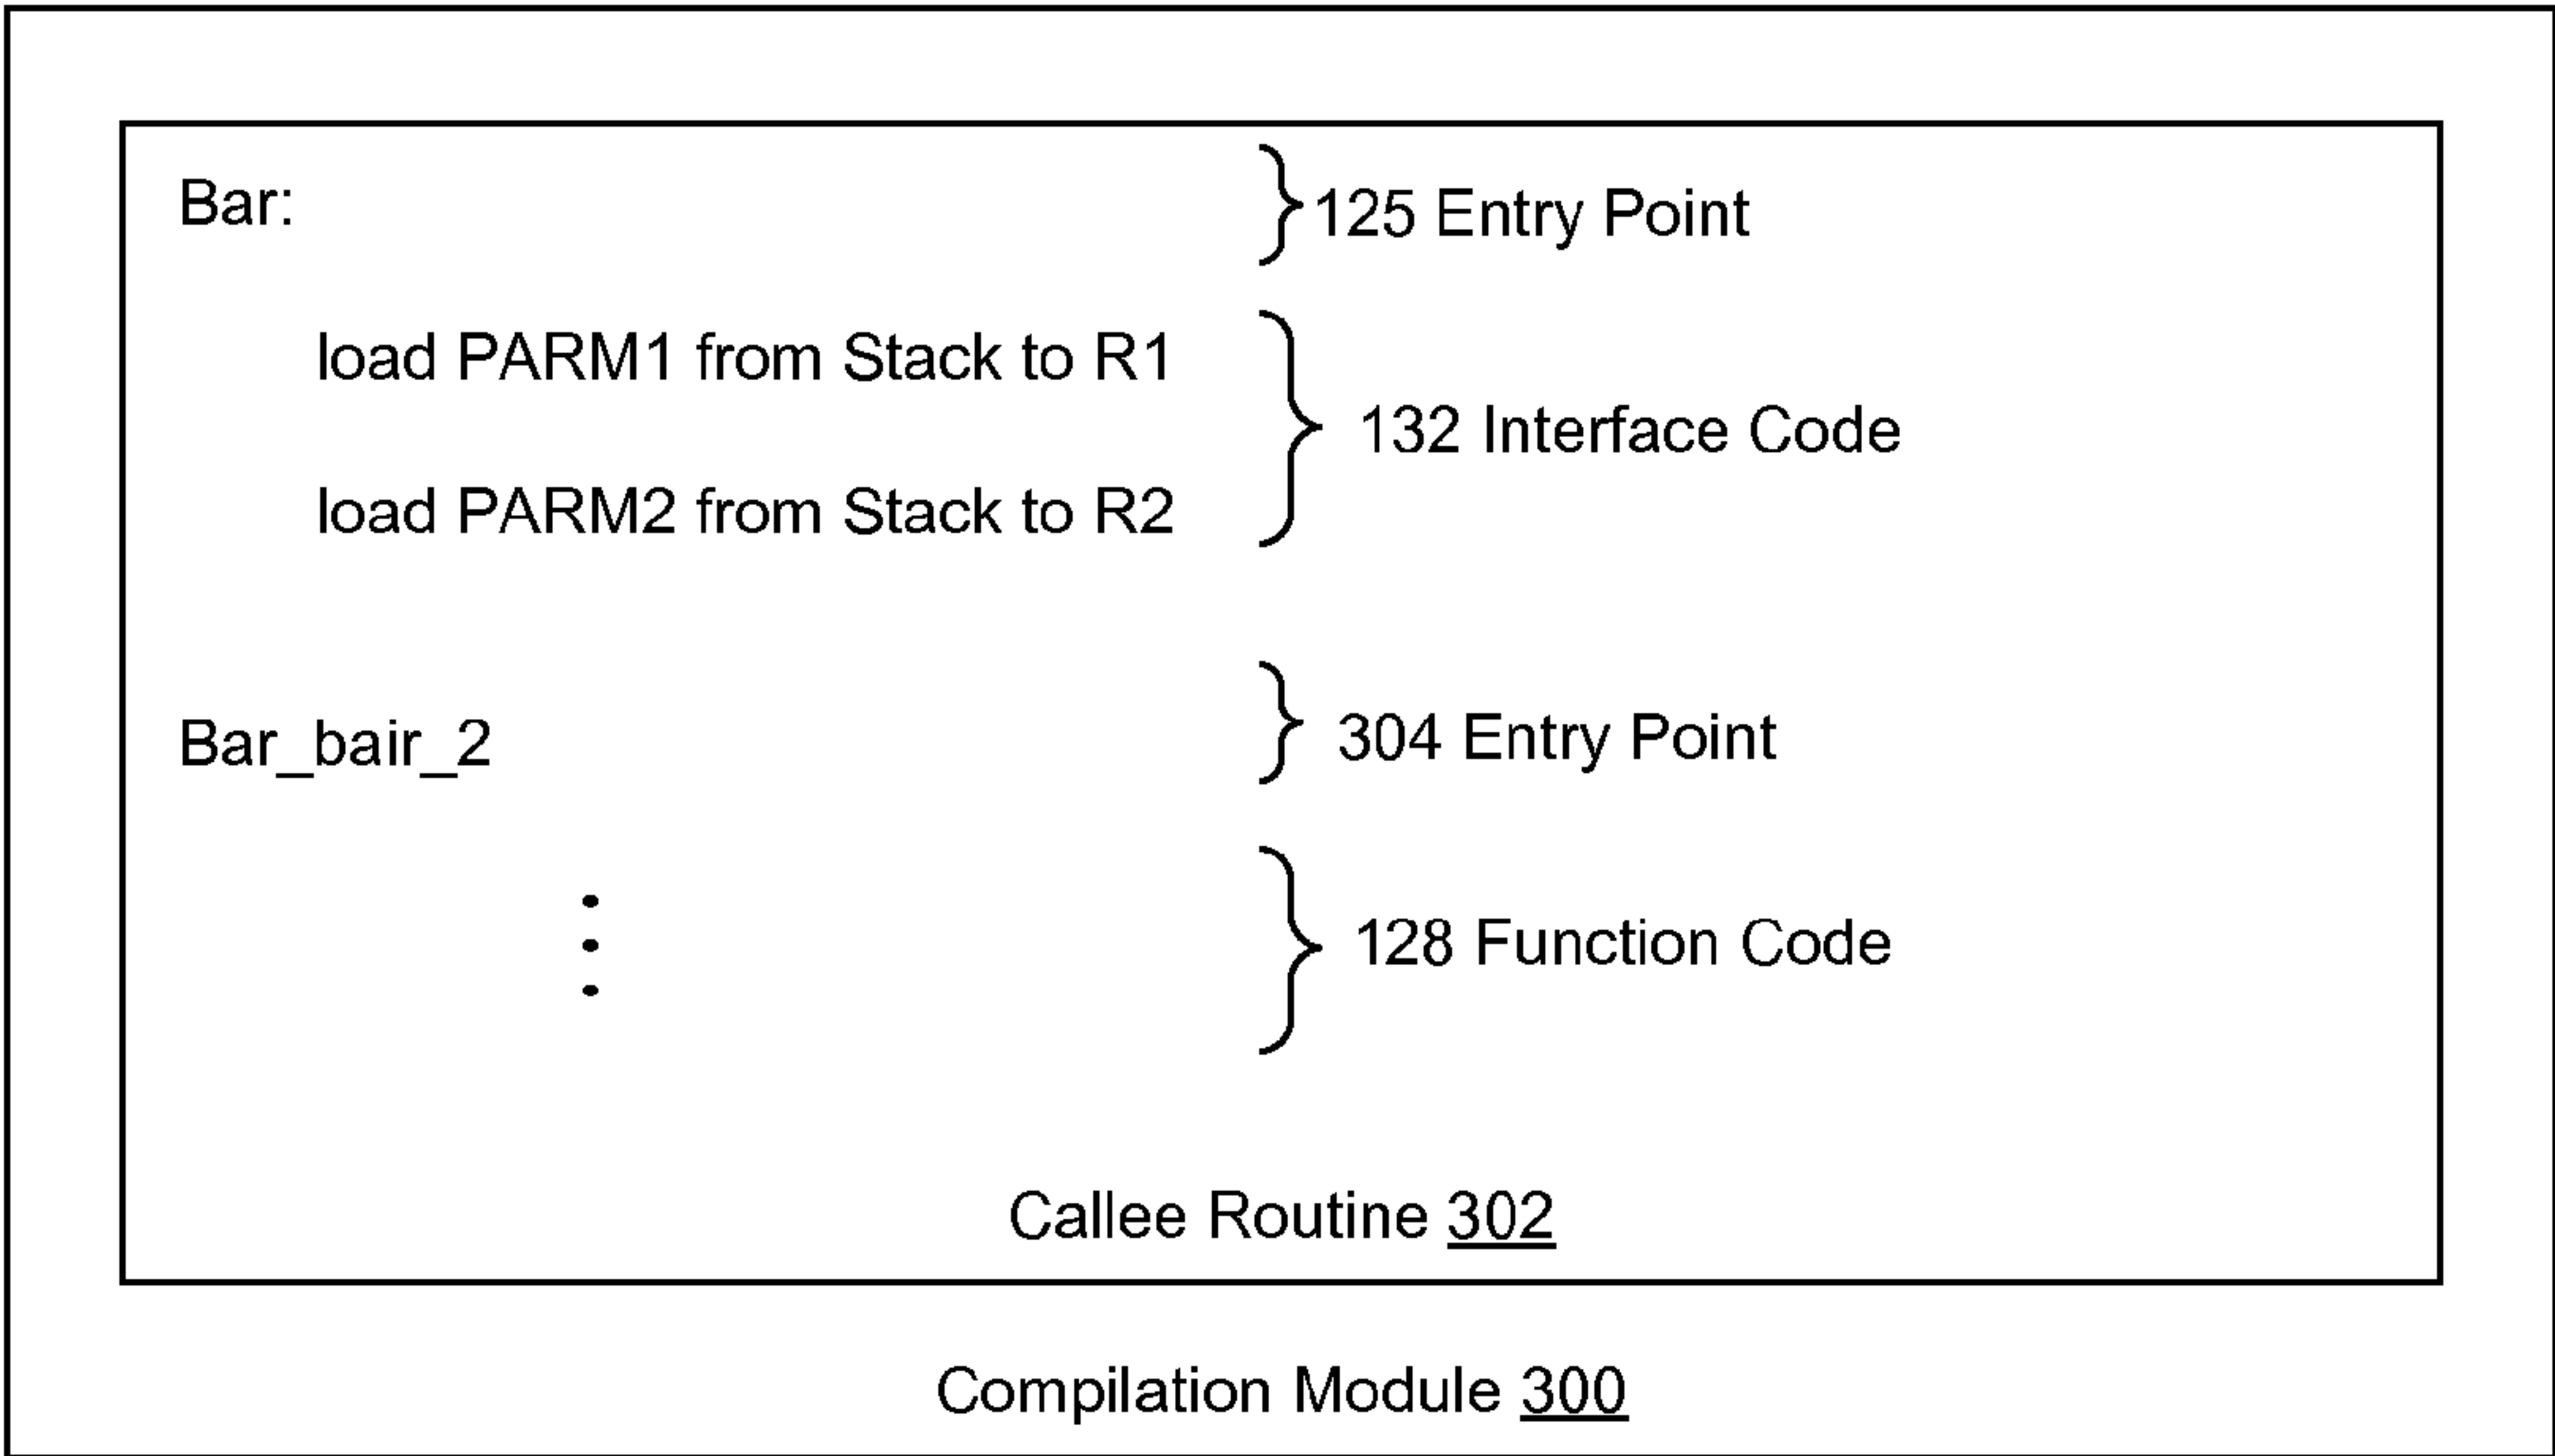 Bar:
125 Entry Point
load PARM1 from Stack to R1
132 Interface Code
load PARM2 from Stack to R2
Bar_bair_2
304 Entry Point
128 Function Code
Callee Routine 302
Compilation Module 300